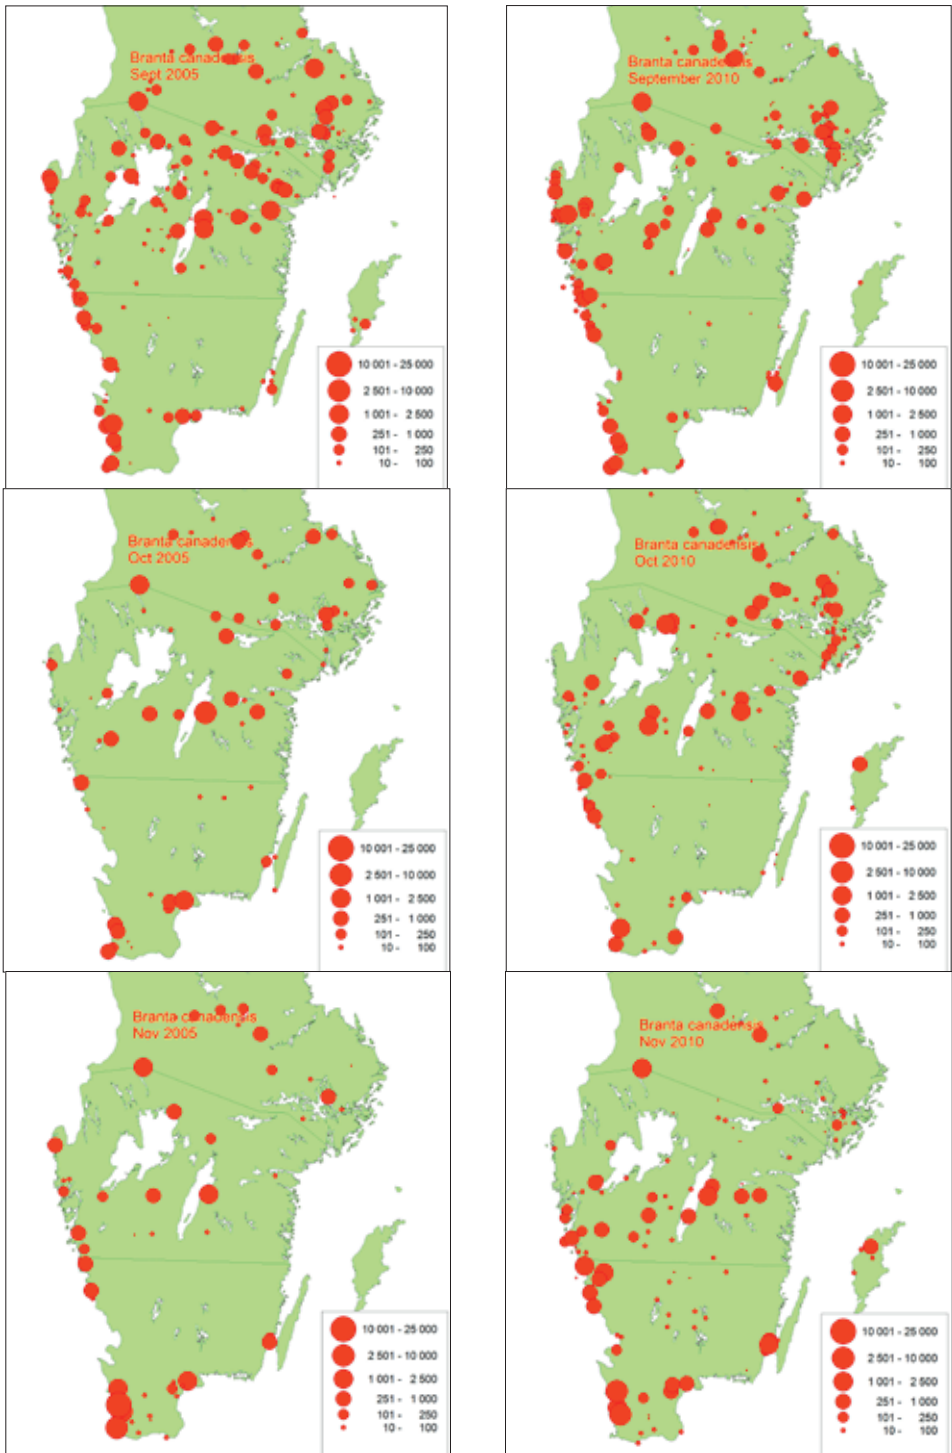 Branta canadensis
Sept 2005
10 001 - 25 000
2 501 - 10 000
1 001 - 2 500
251 - 1 000
101 - 250
10 - 100
Branta canadensis
September 2010
10 001 - 25 000
2 501 - 10 000
1 001 - 2 500
251 - 1 000
101 - 250
10 - 100
Branta canadensis
Oct 2005
10 001 - 25 000
2 501 - 10 000
1 001 - 2 500
251 - 1 000
101 - 250
10 - 100
Branta canadensis
Oct 2010
10 001 - 25 000
2 501 - 10 000
1 001 - 2 500
251 - 1 000
101 - 250
10 - 100
Branta canadensis
Nov 2005
10 001 - 25 000
2 501 - 10 000
1 001 - 2 500
251 - 1 000
101 - 250
10 - 100
Branta canadensis
Nov 2010
10 001 - 25 000
2 501 - 10 000
1 001 - 2 500
251 - 1 000
101 - 250
10 - 100